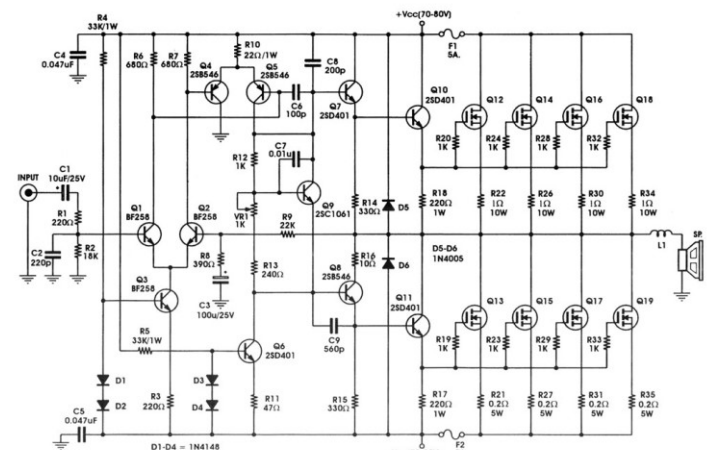 +Vcc(70-80V)
R4
33K/1W
C4
0.047uF
R6
680Ω
R7
680Ω
Q4
2SB546
R10
22Ω/1W
Q5
2SB546
C8
200p
C6
100p
Q7
2SD401
Q10
2SD401
F1
5A.
Q12
Q14
Q16
Q18
R20
1K
R24
1K
R28
1K
R32
1K
INPUT
C1
10uF/25V
R1
220Ω
C2
220p
R2
18K
Q1
BF258
Q2
BF258
R12
1K
C7
0.01u
VR1
1K
Q9
2SC1061
R9
22K
R14
330Ω
D5
R18
220Ω
1W
R22
1Ω
10W
R26
1Ω
10W
R30
1Ω
10W
R34
1Ω
10W
R8
390Ω
C3
100u/25V
Q3
BF258
R13
240Ω
Q8
2SB546
R16
10Ω
D6
D5-D6
1N4005
L1
SP.
Q11
2SD401
Q13
Q15
Q17
Q19
R5
33K/1W
Q6
2SD401
C9
560p
R19
1K
R23
1K
R29
1K
R33
1K
D1
D2
R3
220Ω
D3
D4
R11
47Ω
R15
330Ω
R17
220Ω
1W
R21
0.2Ω
5W
R27
0.2Ω
5W
R31
0.2Ω
5W
R35
0.2Ω
5W
C5
0.047uF
D1-D4 = 1N4148
F2